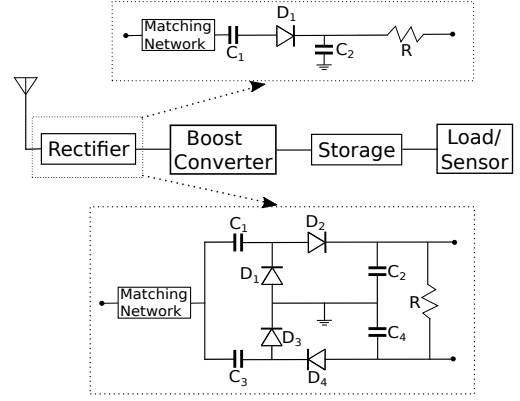 D1
Matching
Network
C1
C2
R
Rectifier
Boost
Converter
Storage
Load/
Sensor
C1
D2
D1
C2
Matching
Network
R
D3
C4
C3
D4